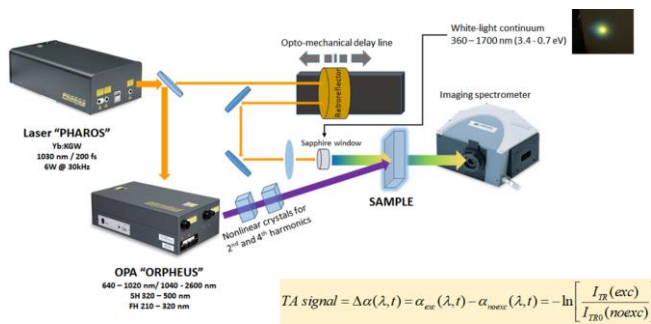 White-light continuum
360 – 1700 nm (3.4 - 0.7 eV)
Opto-mechanical delay line
Retroreflector
Imaging spectrometer
Laser “PHAROS”
Yb:KGW
1030 nm / 200 fs
6W @ 30kHz
Sapphire window
SAMPLE
Nonlinear crystals for
2nd and 4th harmonics
OPA “ORPHEUS”
640 – 1020 nm/ 1040 - 2600 nm
SH 320 – 500 nm
FH 210 – 320 nm
TA signal = Δα(λ,t) = α_exc(λ,t) − α_noexc(λ,t) = −ln[I_TR(exc) / I_TR0(noexc)]